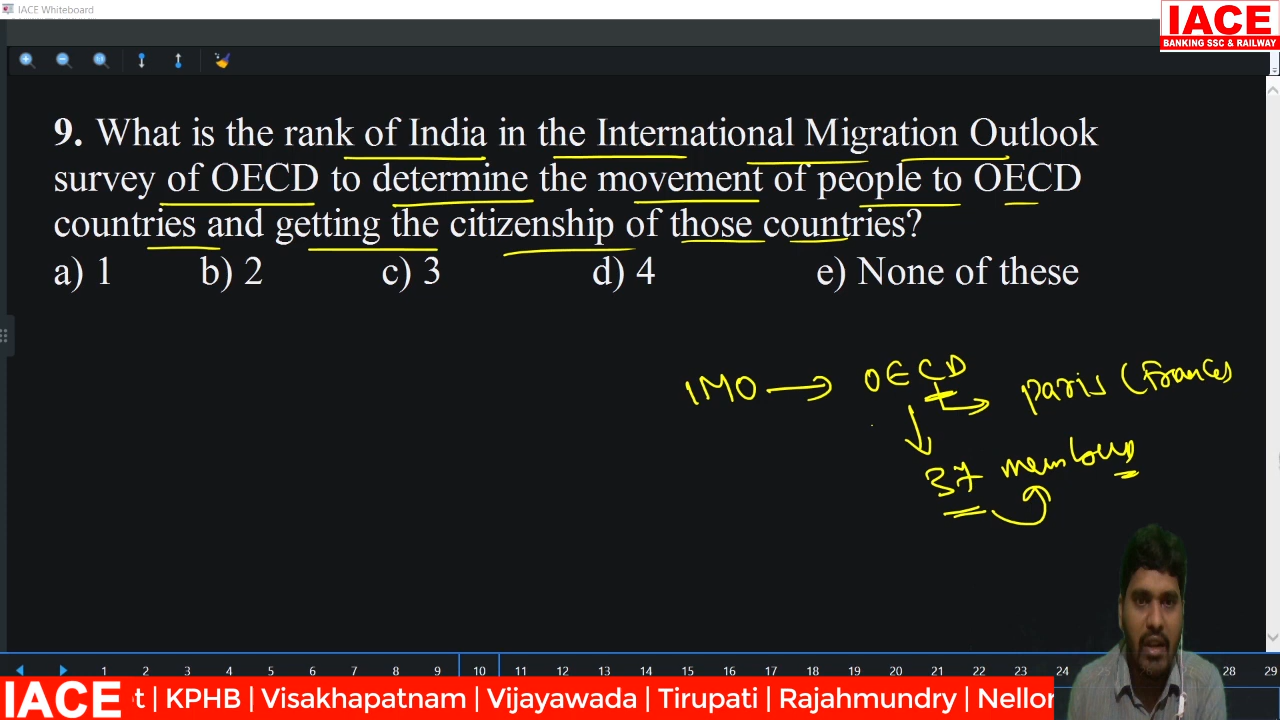 IACE Whiteboard
IACE
BANKING SSC & RAILWAY
9. What is the rank of India in the International Migration Outlook
survey of OECD to determine the movement of people to OECD
countries and getting the citizenship of those countries?
a) 1 b) 2 c) 3 d) 4 e) None of these
IMO → OECD → Paris (France)
37 members
1 2 3 4 5 6 7 8 9 10 11 12 13 14 15 16 17 18 19 20 21 22 23 24 28 29
IACE t | KPHB | Visakhapatnam | Vijayawada | Tirupati | Rajahmundry | Nellor